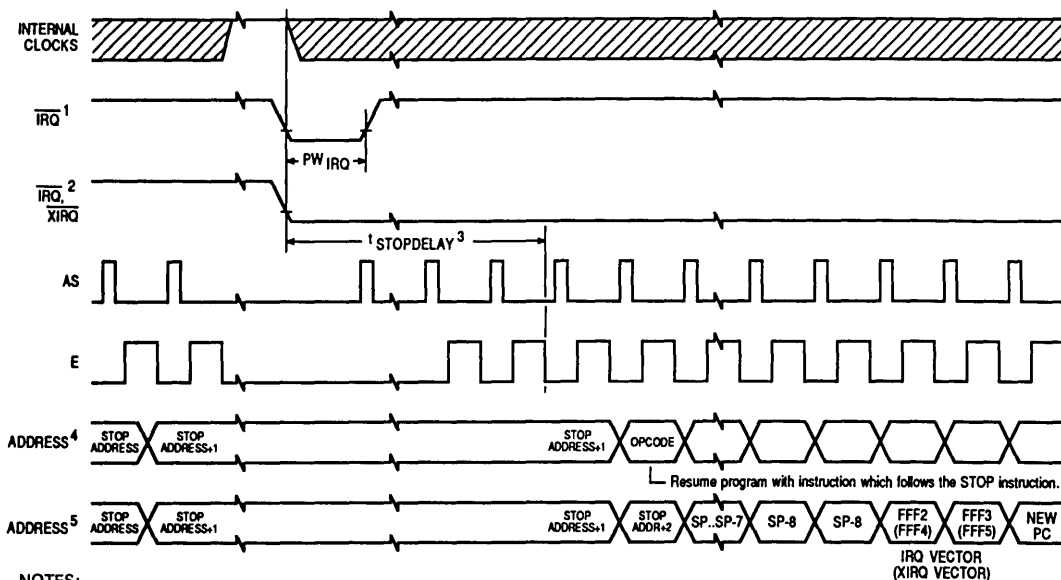 INTERNAL
CLOCKS
IRQ 1
PW IRQ
IRQ, 2
XIRQ
t STOPDELAY 3
AS
E
ADDRESS 4
STOP
ADDRESS
STOP
ADDRESS+1
STOP
ADDRESS+1
OPCODE
Resume program with instruction which follows the STOP instruction.
ADDRESS 5
STOP
ADDRESS
STOP
ADDRESS+1
STOP
ADDRESS+1
STOP
ADDR+2
SP..SP-7
SP-8
SP-8
FFF2
(FFF4)
FFF3
(FFF5)
NEW
PC
IRQ VECTOR
(XIRQ VECTOR)
NOTES: